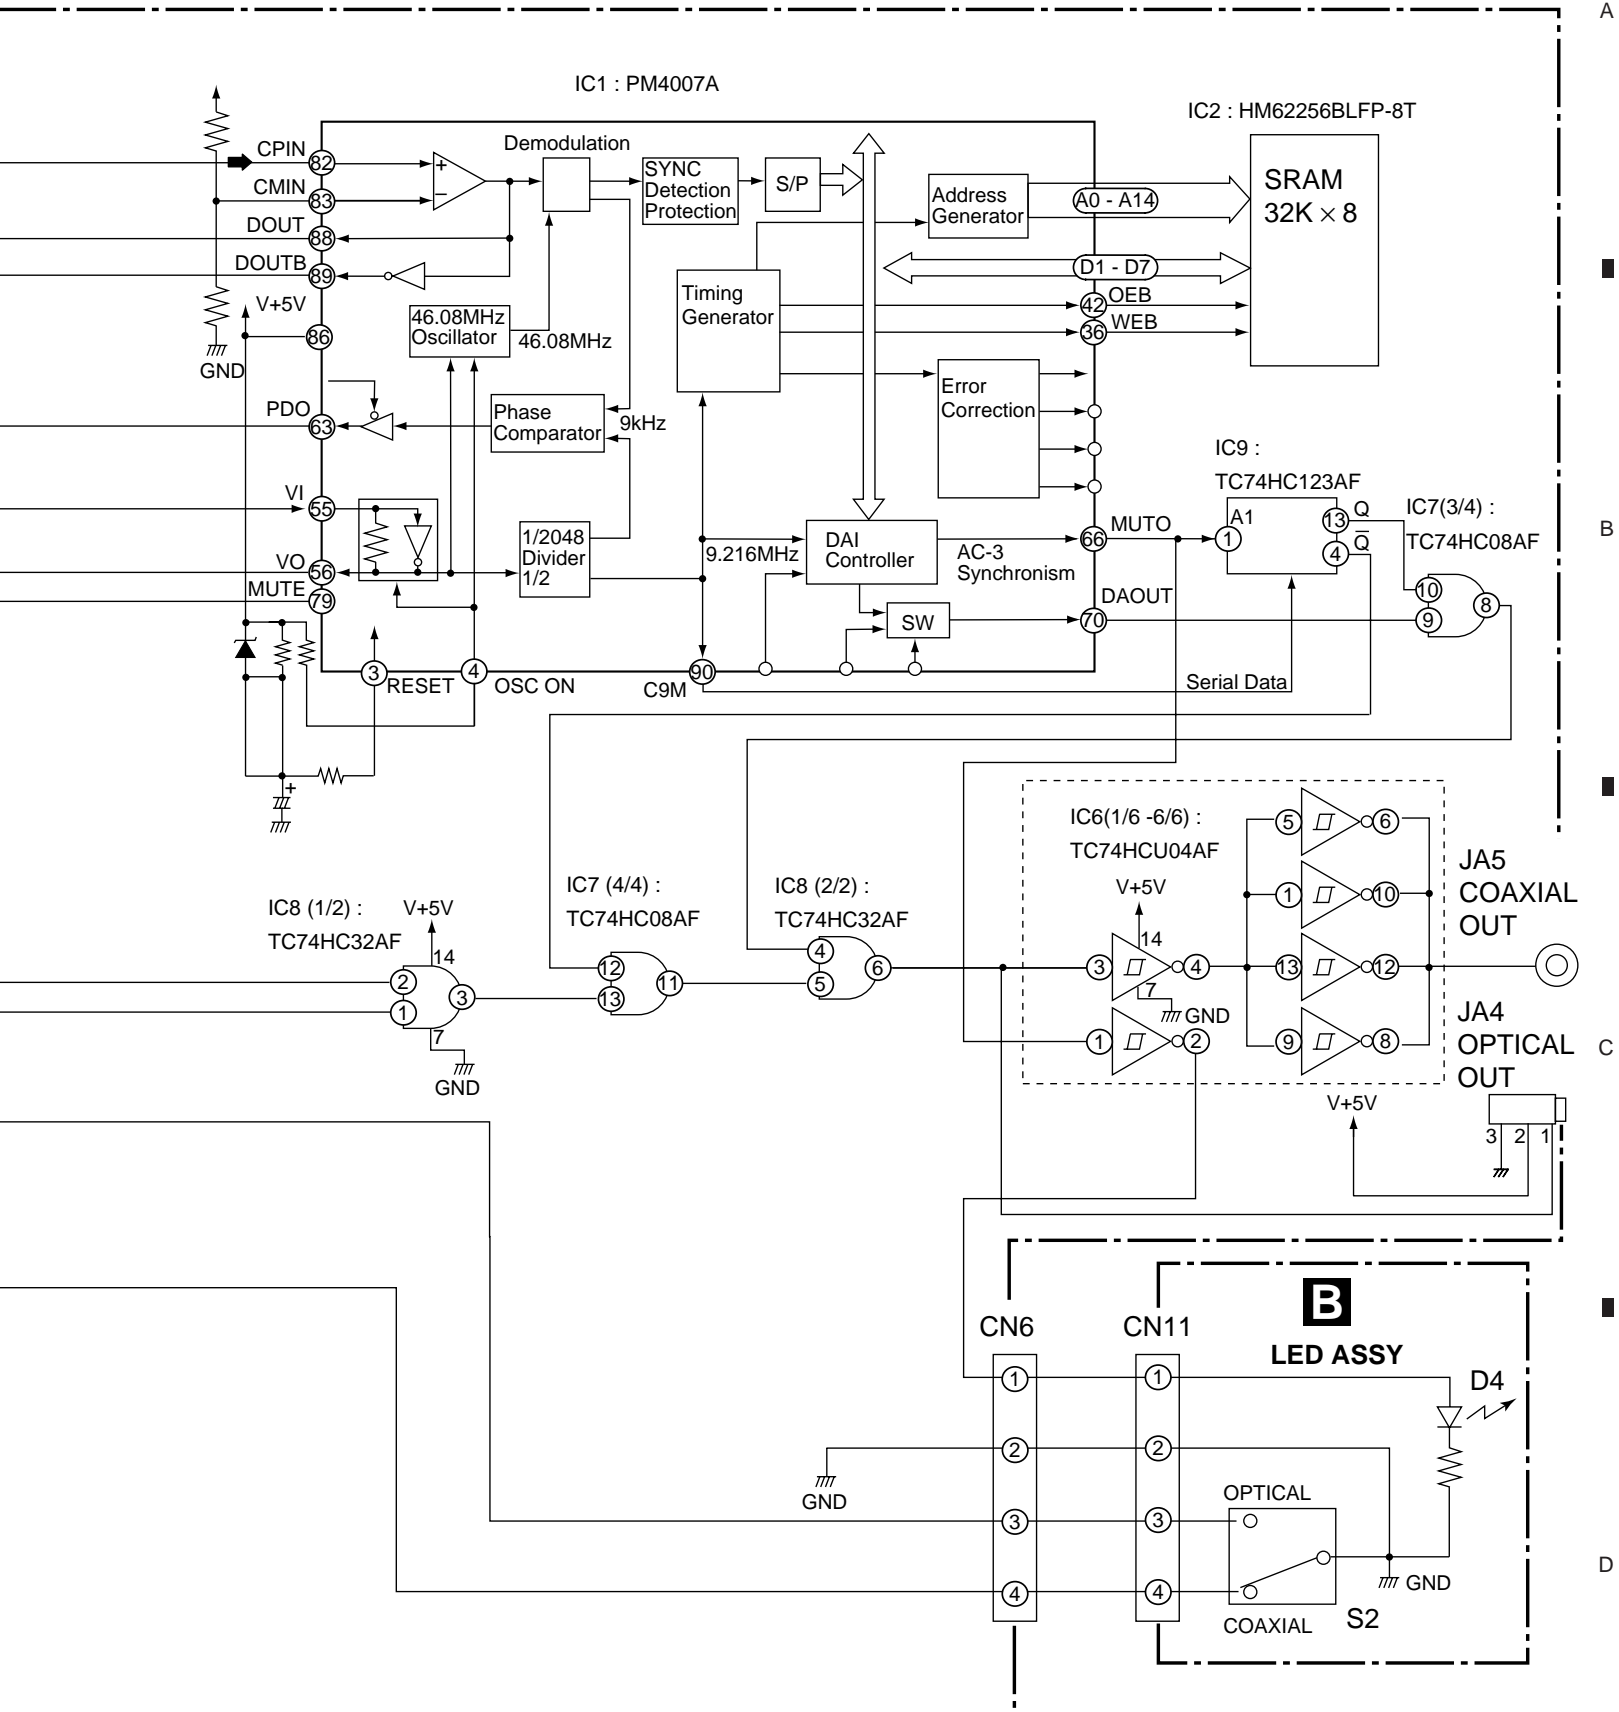 A
IC1 : PM4007A
IC2 : HM62256BLFP-8T
Demodulation
CPIN
82
+
CMIN
83
−
SYNC
Detection
Protection
S/P
Address
Generator
A0 - A14
SRAM
32K × 8
DOUT
88
DOUTB
89
D1 - D7
V+5V
86
GND
46.08MHz
Oscillator
46.08MHz
Timing
Generator
42
OEB
36
WEB
PDO
63
Phase
Comparator
9kHz
Error
Correction
IC9 :
TC74HC123AF
VI
55
A1
1
13
Q
4
Q̅
IC7(3/4) :
TC74HC08AF
B
VO
56
1/2048
Divider
1/2
9.216MHz
DAI
Controller
AC-3
Synchronism
66
MUTO
MUTE
79
SW
DAOUT
70
10
9
8
3
RESET
4
OSC ON
90
C9M
Serial Data
+
IC6(1/6 -6/6) :
TC74HCU04AF
5
6
JA5
COAXIAL
OUT
IC8 (1/2) :
TC74HC32AF
V+5V
14
IC7 (4/4) :
TC74HC08AF
IC8 (2/2) :
TC74HC32AF
V+5V
14
1
10
2
1
3
7
GND
12
13
11
4
5
6
3
4
7
GND
13
12
1
2
9
8
JA4
OPTICAL
OUT
C
V+5V
3
2
1
B
LED ASSY
CN6
CN11
D4
1
1
2
2
GND
OPTICAL
3
3
4
4
GND
COAXIAL
S2
D